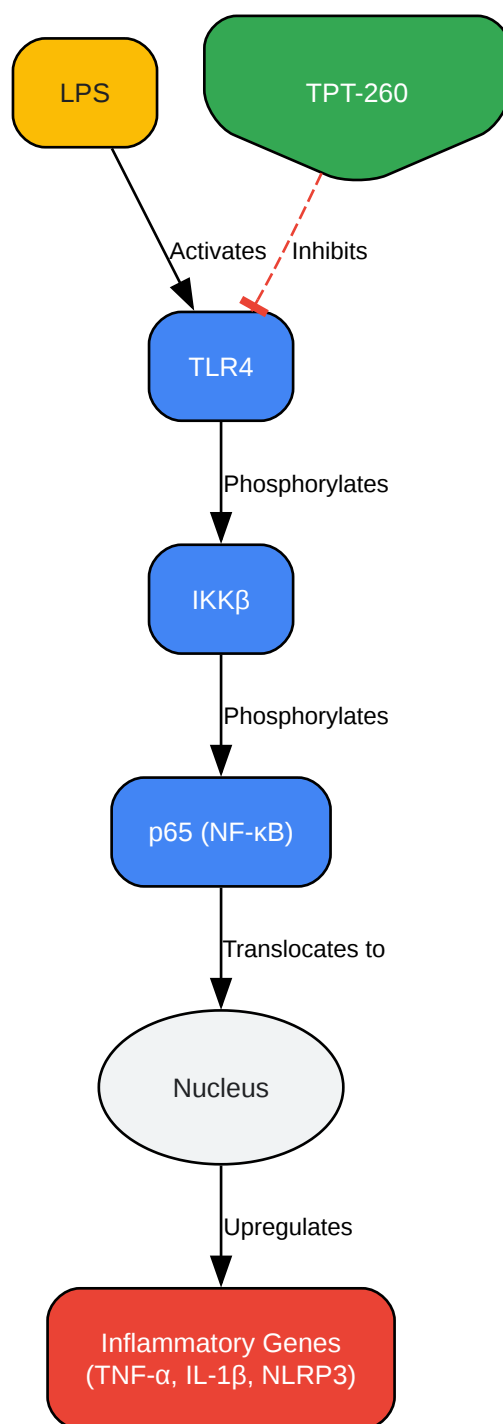 LPS
TPT-260
Activates
Inhibits
TLR4
Phosphorylates
IKKβ
Phosphorylates
p65 (NF-κB)
Translocates to
Nucleus
Upregulates
Inflammatory Genes
(TNF-α, IL-1β, NLRP3)